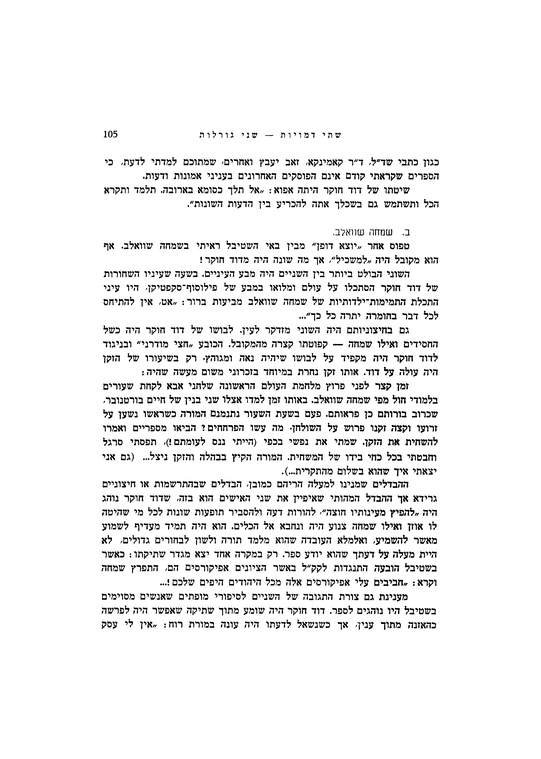 שתי דמויות — שני גורלות 105
כגון כתבי שד״ל, ד״ר קאמינקא, זאב יעבץ ואחרים, שמתוכם למדתי לדעת, כי
הספרים שקראתי קודם אינם הפוסקים האחרונים בעניני אמונות ודעות.
שיטתו של דוד חוקר היתה אפוא: „אל תלך כסומא בארובה. תלמד ותקרא
הכל ותשתמש גם בשכלך אתה להכריע בין הדעות השונות״.
ב. שמחה שוואלב.
טפוס אחר „יוצא דופן״ מבין באי השטיבל ראיתי בשמחה שוואלב. אף
הוא מקובל היה „למשכיל״, אך מה שונה היה מדוד חוקר!
השוני הבולט ביותר בין השניים היה מבע העינים. בשעה שעיניו השחורות
של דוד חוקר הסתכלו על עולם ומלואו במבע של פילוסוף־סקפטיקן, היו עיני
התכלת התמימות־ילדותיות של שמחה שוואלב מביעות ברור: „אט, אין להתיחס
לכל דבר בחומרה יתרה כל כך״...
גם בחיצוניותם היה השוני מזדקר לעין. לבושו של דוד חוקר היה כשל
החסידים ואילו שמחה — קפוטתו קצרה מהמקובל. הכובע „חצי מודרני״ ובניגוד
לדוד חוקר היה מקפיד על לבושו שיהיה נאה ומגוהץ. רק בשיעורו של הזקן
היה עולה על דוד. אותו זקן נחרת במיוחד בזכרוני משום מעשה שהיה:
זמן קצר לפני פרוץ מלחמת העולם הראשונה שלחני אבא לקחת שעורים
בלמודי חול מפי שמחה שוואלב. באותו זמן למדו אצלו שני בנין של חיים בורטנובר,
שכרוב בורותם כן פראותם. פעם בשעת השעור נתנמנם המורה כשראשו נשען על
זרועו וקצה זקנו פרוש על השולחן. מה עשו הפרחחים? הביאו מספריים ואמרו
להשחית את הזקן. שמתי את נפשי בכפי (הייתי ננס לעומתם!), תפסתי סרגל
וחבטתי בכל כחי בידו של המשחית. המורה הקיץ בבהלה והזקן ניצל... (גם אני
יצאתי איך שהוא בשלום מהתקרית...).
ההבדלים שמנינו למעלה הריהם כמובן, הבדלים שבהתרשמות או חיצוניים
גרידא אך ההבדל המהותי שאיפיין את שני האישים הוא בזה, שדוד חוקר נוהג
היה „להפיץ מעינותיו חוצה״, להורות דעה ולהסביר תופעות שונות לכל מי שהיטה
לו אוזן ואילו שמחה צנוע היה ונחבא אל הכלים. הוא היה תמיד מעדיף לשמוע
מאשר להשמיע, ואלמלא העובדה שהוא מלמד תורה ולשון לבחורים גדולים, לא
היית מעלה על דעתך שהוא יודע ספר. רק במקרה אחד יצא מגדר שתיקתו: כאשר
בשטיבל הובעה התנגדות לקק״ל באשר הציונים אפיקורסים הם, התפרץ שמחה
וקרא: „חביבים עלי אפיקורסים אלה מכל היהודים היפים שלכם!...
מענינת גם צורת התגובה של השניים לסיפורי מופתים שאנשים מסוימים
בשטיבל היו נוהגים לספר. דוד חוקר היה שומע מתוך שתיקה שאפשר היה לפרשה
כהאזנה מתוך ענין, אך כשנשאל לדעתו היה עונה במורת רוח: „אין לי עסק